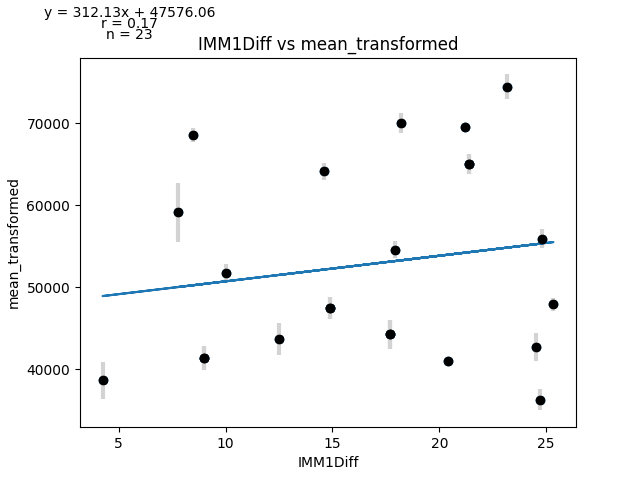 y = 312.13x + 47576.06
r = 0.17
n = 23
IMM1Diff vs mean_transformed
mean_transformed
70000
60000
50000
40000
5 10 15 20 25
IMM1Diff